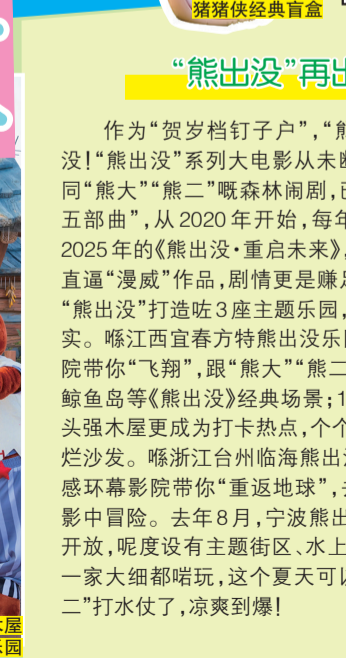 猪猪侠经典盲盒
“熊出没”再出
作为“贺岁档钉子户”，“熊
没！“熊出没”系列大电影从未断
同“熊大”“熊二”嘅森林闹剧，已
五部曲”，从2020年开始，每年
2025年的《熊出没·重启未来》，
直逼“漫威”作品，剧情更是赚足
“熊出没”打造咗3座主题乐园，
实。喺江西宜春方特熊出没乐园
院带你“飞翔”，跟“熊大”“熊二
鲸鱼岛等《熊出没》经典场景；1
头强木屋更成为打卡热点，个个
烂沙发。喺浙江台州临海熊出没
感环幕影院带你“重返地球”，去
影中冒险。去年8月，宁波熊出
开放，呢度设有主题街区、水上
一家大细都啱玩，这个夏天可以
二”打水仗了，凉爽到爆！
木屋
乐园